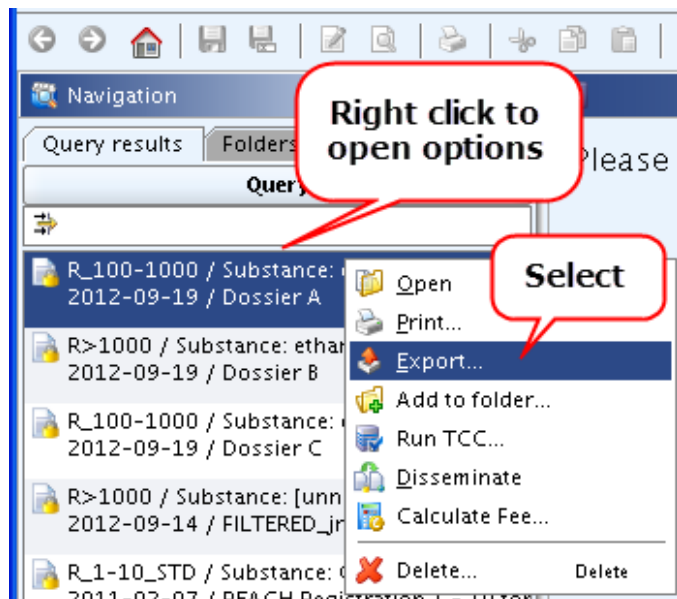 Navigation
Right click to
open options
Query results
Folders
Please
Query
R_100-1000 / Substance:
2012-09-19 / Dossier A
R>1000 / Substance: ethan
2012-09-19 / Dossier B
R_100-1000 / Substance:
2012-09-19 / Dossier C
R>1000 / Substance: [unn
2012-09-14 / FILTERED_jr
R_1-10_STD / Substance:
Select
Open
Print...
Export...
Add to folder...
Run TCC...
Disseminate
Calculate Fee...
Delete... Delete